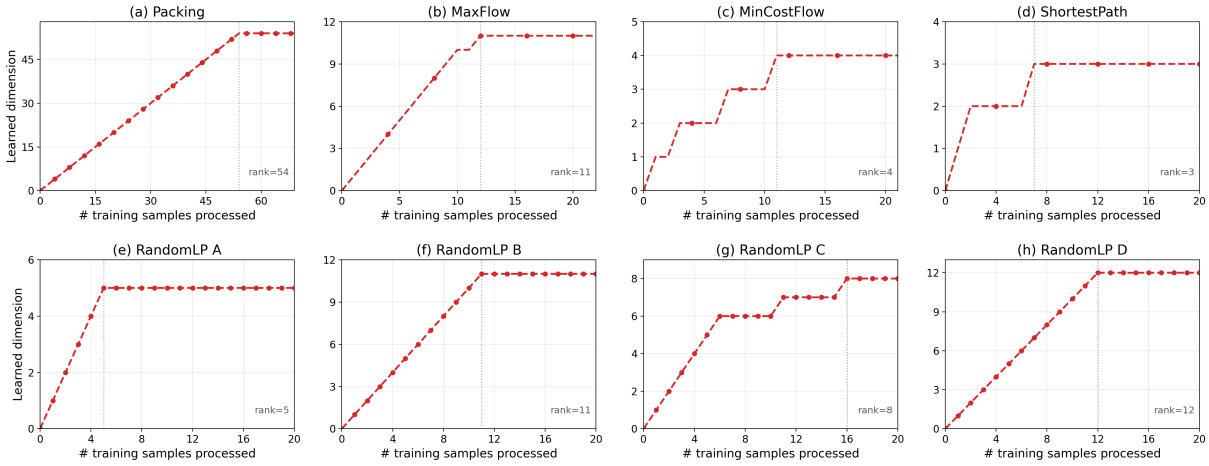 (a) Packing
Learned dimension
45
30
15
0
0 15 30 45 60
rank=54
# training samples processed
(b) MaxFlow
12
9
6
3
0
0 5 10 15 20
rank=11
# training samples processed
(c) MinCostFlow
5
4
3
2
1
0
0 5 10 15 20
rank=4
# training samples processed
(d) ShortestPath
4
3
2
1
0
0 4 8 12 16 20
rank=3
# training samples processed
(e) RandomLP A
Learned dimension
6
4
2
0
0 4 8 12 16 20
rank=5
# training samples processed
(f) RandomLP B
12
9
6
3
0
0 4 8 12 16 20
rank=11
# training samples processed
(g) RandomLP C
8
6
4
2
0
0 4 8 12 16 20
rank=8
# training samples processed
(h) RandomLP D
12
9
6
3
0
0 4 8 12 16 20
rank=12
# training samples processed